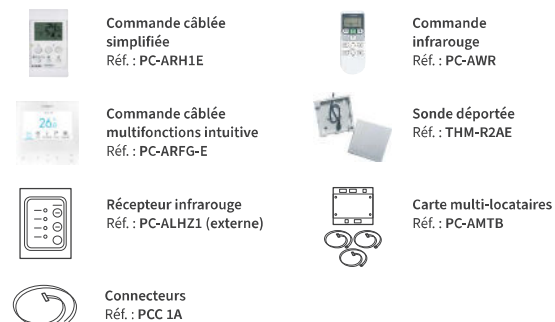 Commande câblée
simplifiée
Réf. : PC-ARH1E
Commande
infrarouge
Réf. : PC-AWR
Commande câblée
multifonctions intuitive
Réf. : PC-ARFG-E
Sonde déportée
Réf. : THM-R2AE
Récepteur infrarouge
Réf. : PC-ALHZ1 (externe)
Carte multi-locataires
Réf. : PC-AMTB
Connecteurs
Réf. : PCC 1A